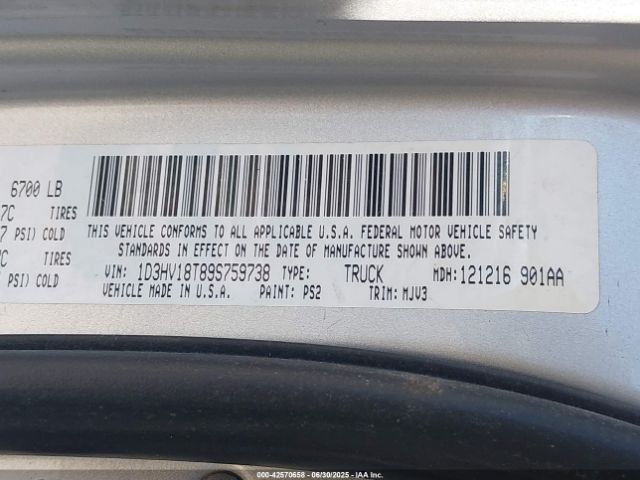 6700 LB
7C TIRES
7 PSI) COLD
C TIRES
PSI) COLD
THIS VEHICLE CONFORMS TO ALL APPLICABLE U.S.A. FEDERAL MOTOR VEHICLE SAFETY
STANDARDS IN EFFECT ON THE DATE OF MANUFACTURE SHOWN ABOVE.
VIN: 1D3HV18T89S759738 TYPE: TRUCK MDH: 121216 901AA
VEHICLE MADE IN U.S.A. PAINT: PS2 TRIM: MJV3
000-42570658 - 06/30/2025 - IAA Inc.